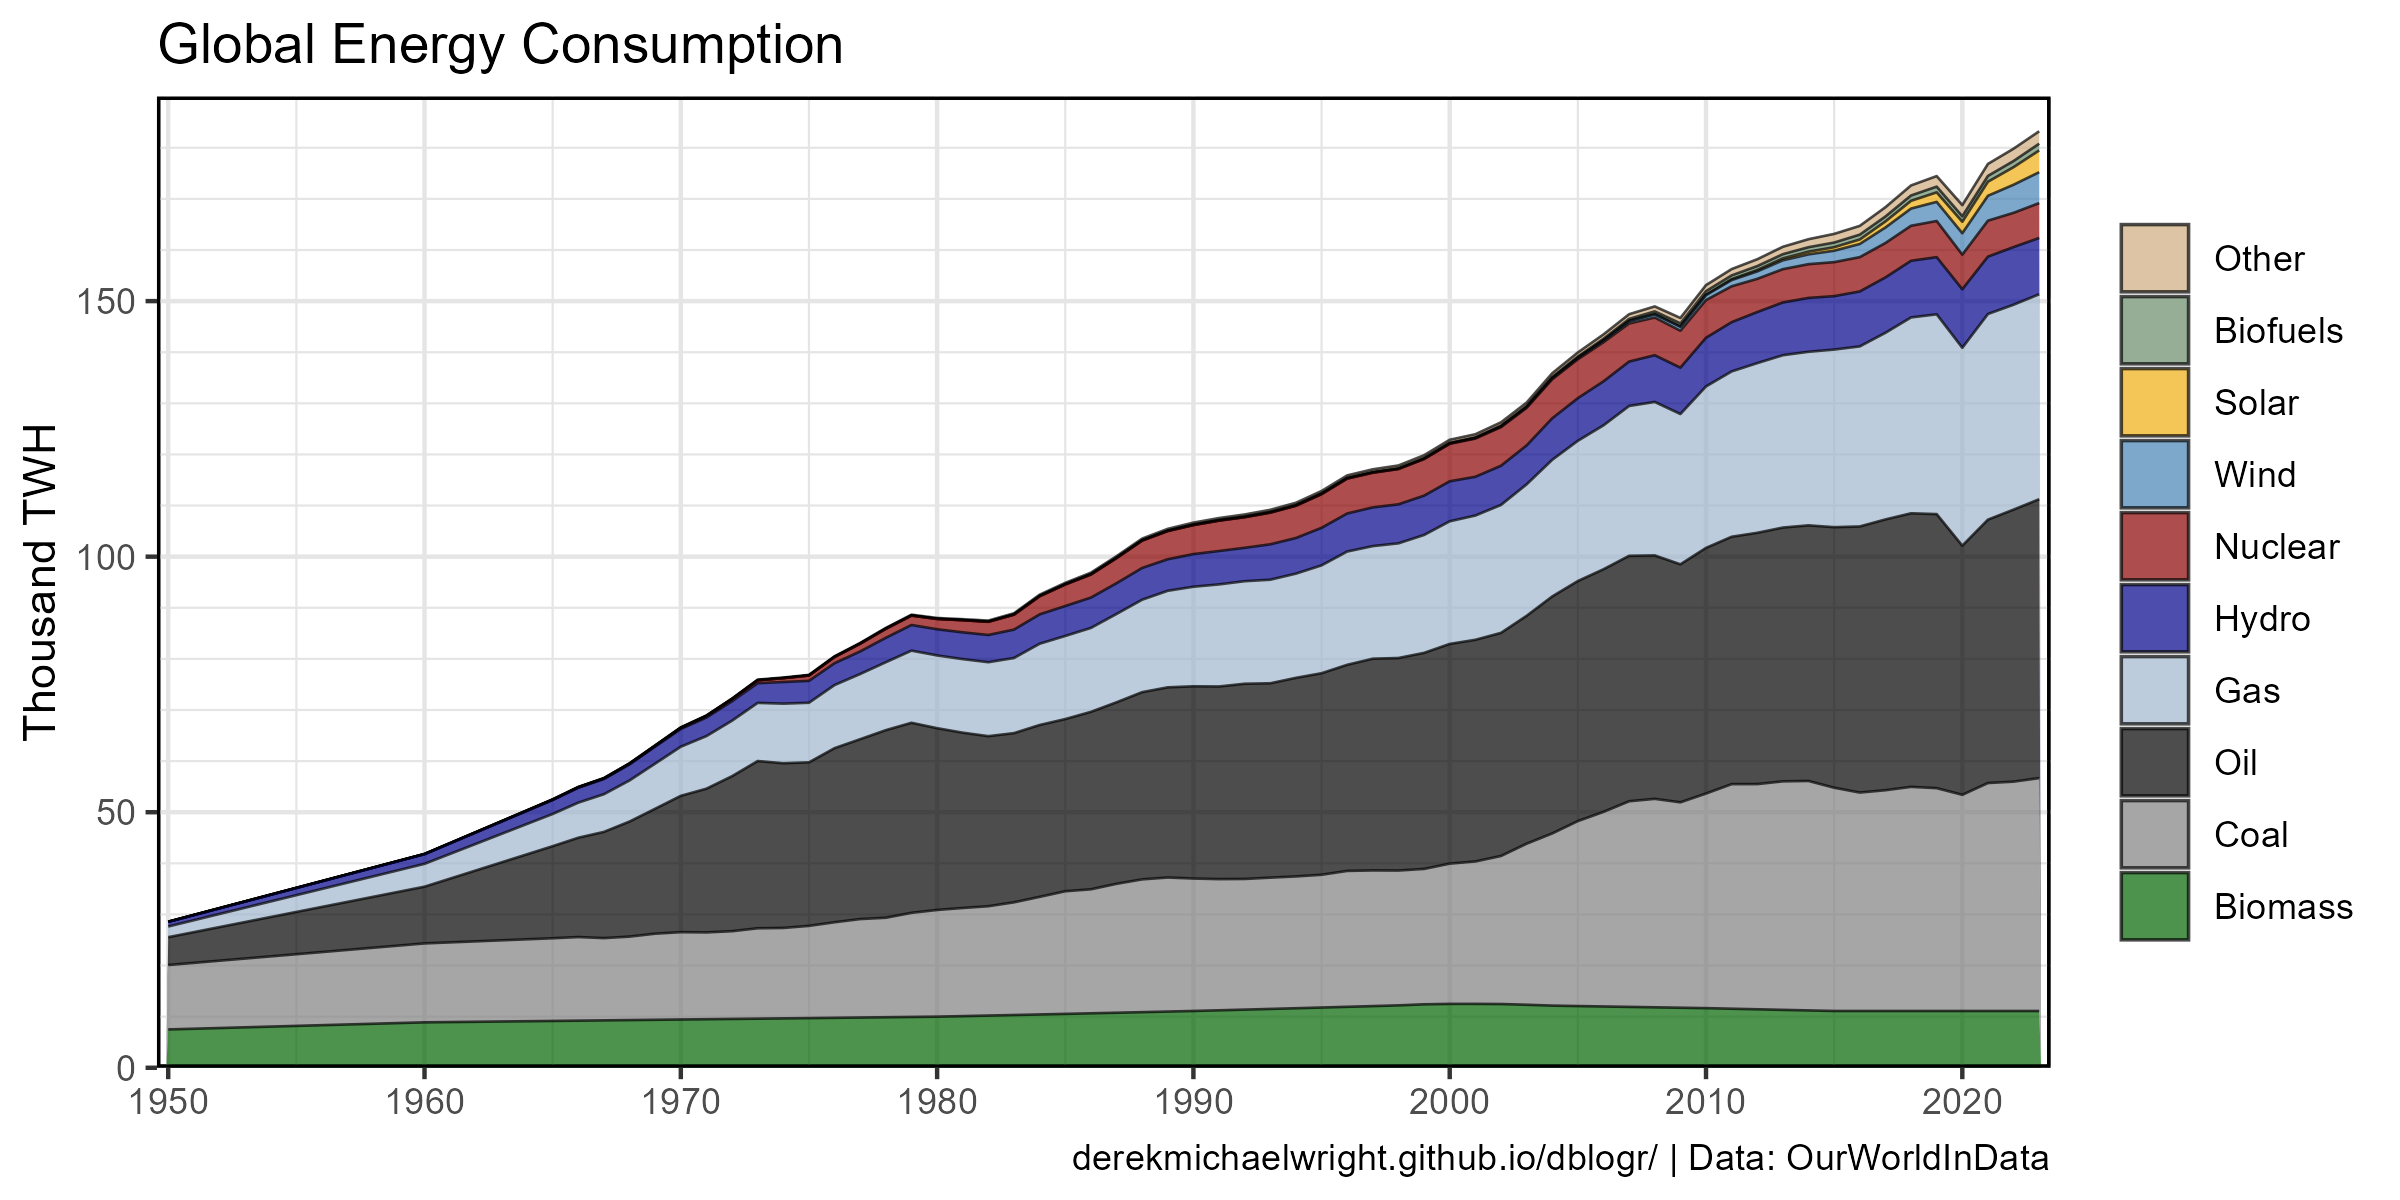 Global Energy Consumption
Thousand TWH
150
100
50
0
1950 1960 1970 1980 1990 2000 2010 2020
Other
Biofuels
Solar
Wind
Nuclear
Hydro
Gas
Oil
Coal
Biomass
derekmichaelwright.github.io/dblogr/ | Data: OurWorldInData